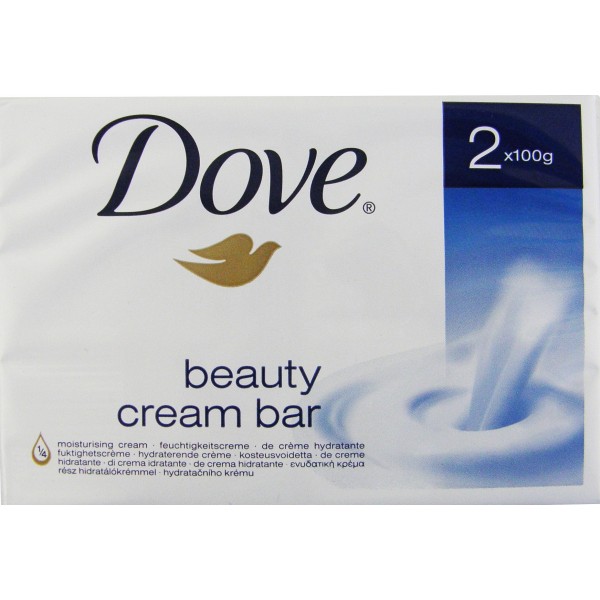 Dove®
2 x100g
beauty
cream bar
1/4
moisturising cream · feuchtigkeitscreme · de crème hydratante
fuktighetscrème · hydraterende crème · kosteusvoidetta · de creme
hidratante · di crema idratante · de crema hidratante · ενυδατική κρέμα
rész hidratálókrémmel · hydratačního krému